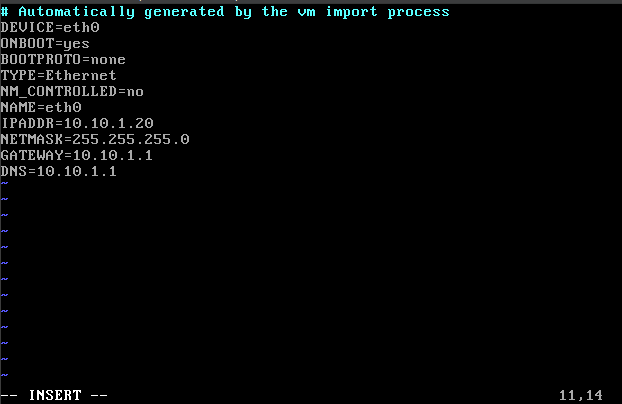 # Automatically generated by the vm import process
DEVICE=eth0
ONBOOT=yes
BOOTPROTO=none
TYPE=Ethernet
NM_CONTROLLED=no
NAME=eth0
IPADDR=10.10.1.20
NETMASK=255.255.255.0
GATEWAY=10.10.1.1
DNS=10.10.1.1
~
~
~
~
~
~
~
~
~
~
~
~
~
-- INSERT -- 11,14